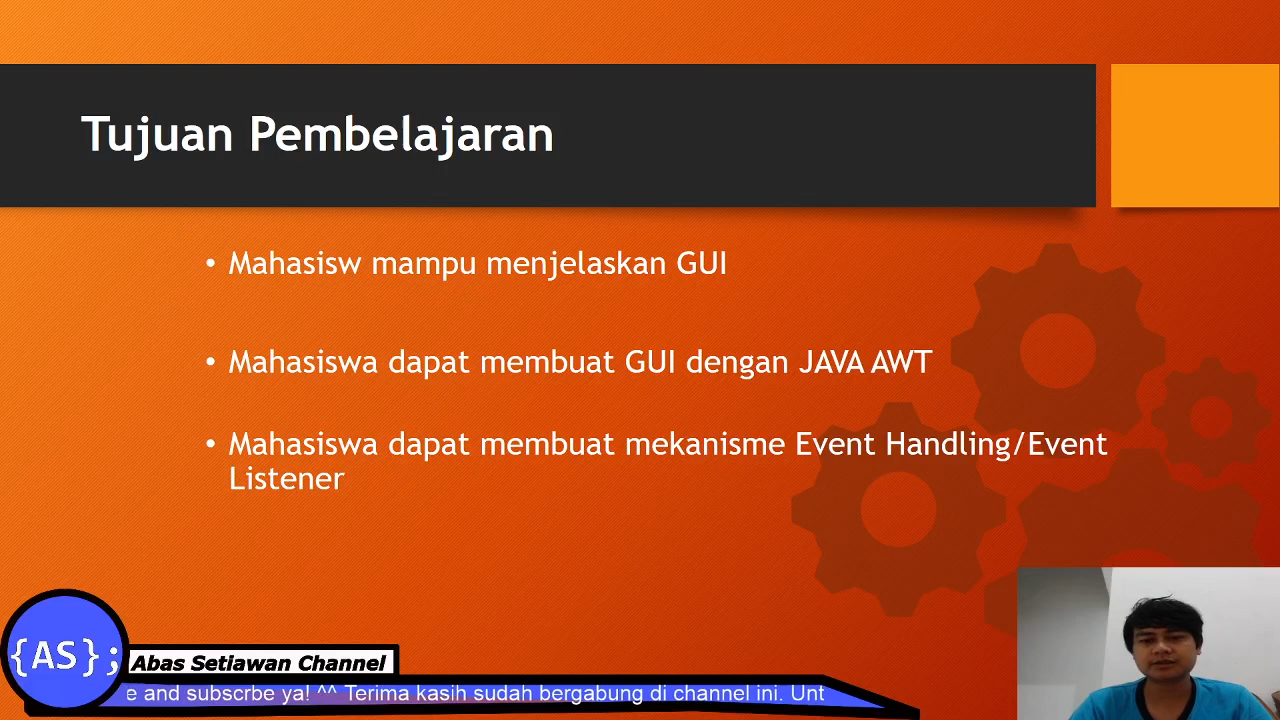 Tujuan Pembelajaran
• Mahasisw mampu menjelaskan GUI
• Mahasiswa dapat membuat GUI dengan JAVA AWT
• Mahasiswa dapat membuat mekanisme Event Handling/Event
Listener
{AS};
Abas Setiawan Channel
e and subscrbe ya! ^^ Terima kasih sudah bergabung di channel ini. Unt